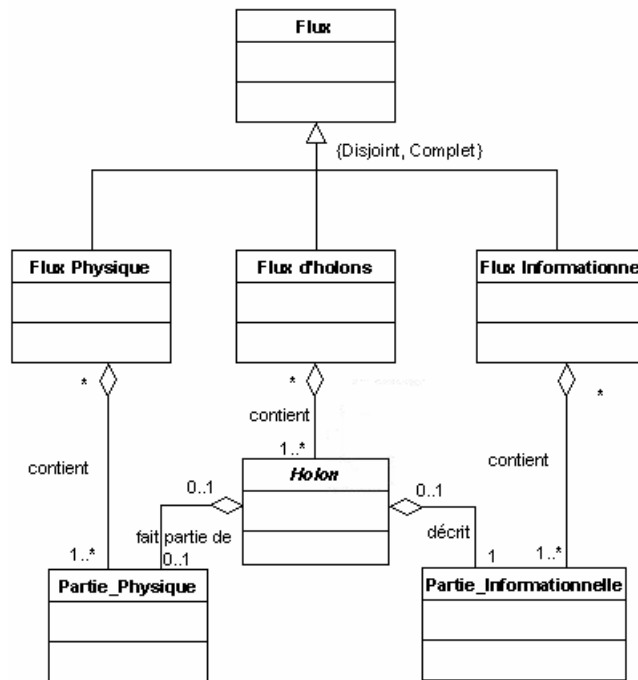 Flux
{Disjoint, Complet}
Flux Physique
Flux d'holons
Flux Informationne
*
*
*
contient
1..*
contient
contient
Holon
0..1
0..1
fait partie de
décrit
1..*
0..1
1
1..*
Partie_Physique
Partie_Informationnelle